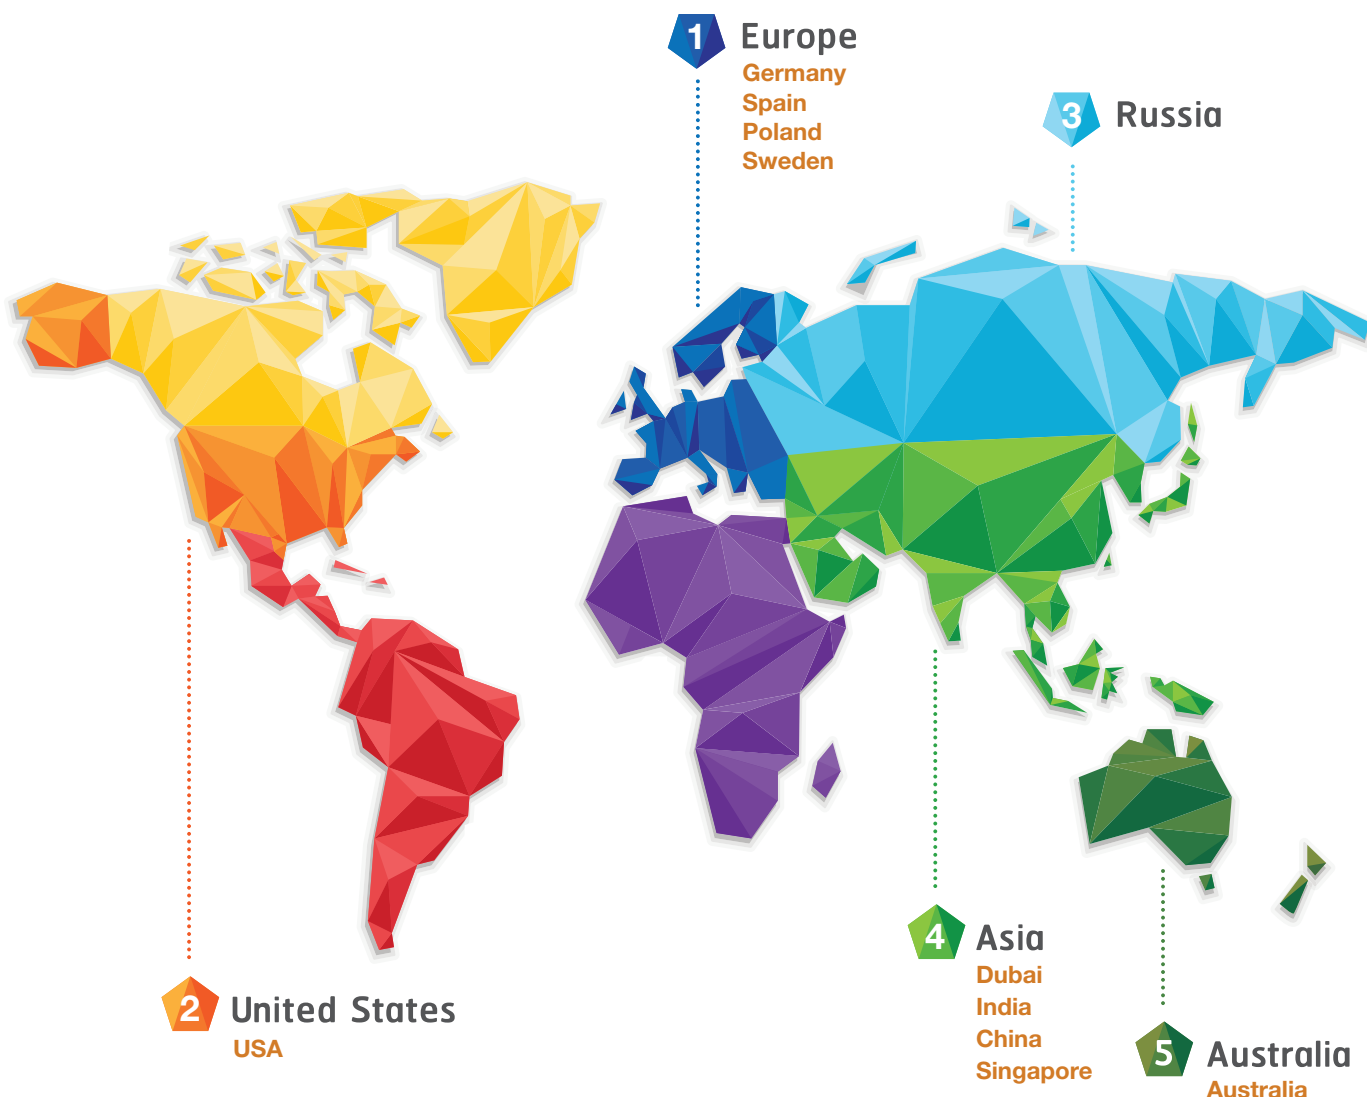 1 Europe
Germany
Spain
Poland
Sweden
3 Russia
2 United States
USA
4 Asia
Dubai
India
China
Singapore
5 Australia
Australia